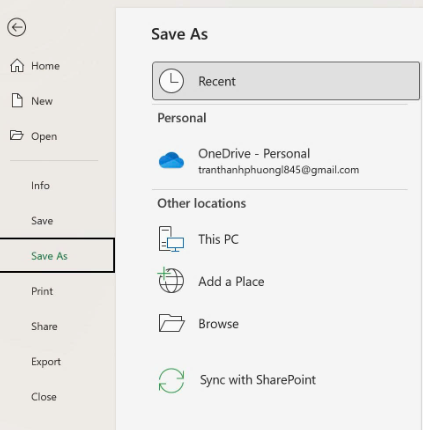 Home
New
Open
Info
Save
Save As
Print
Share
Export
Close
Save As
Recent
Personal
OneDrive - Personal
tranthanhphuongl845@gmail.com
Other locations
This PC
Add a Place
Browse
Sync with SharePoint